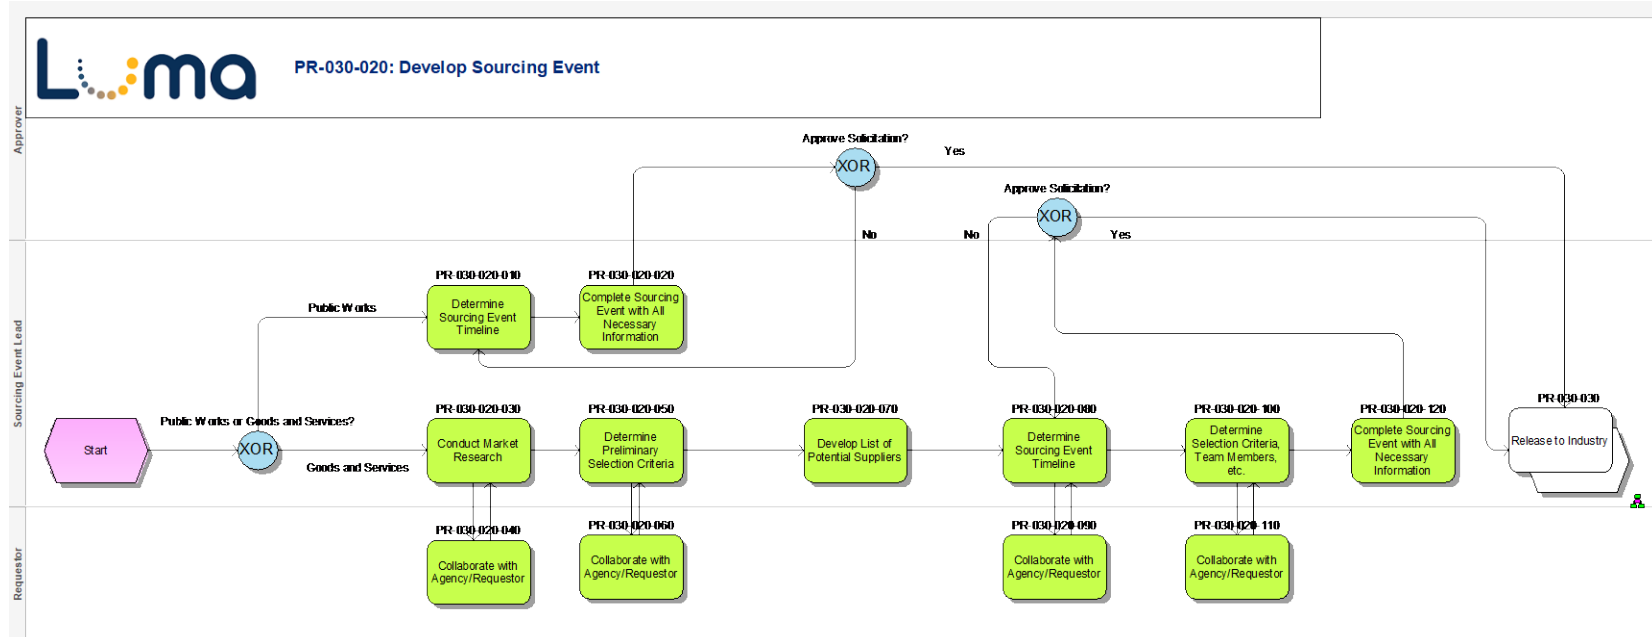 Luma
PR-030-020: Develop Sourcing Event
Approver
Approve Solicitation?
XOR
Yes
Approve Solicitation?
XOR
No
No
Yes
Sourcing Event Lead
PR-030-020-010
Determine
Sourcing Event
Timeline
PR-030-020-020
Complete Sourcing
Event with All
Necessary
Information
Public Works
Start
Public Works or Goods and Services?
XOR
Goods and Services
PR-030-020-030
Conduct Market
Research
PR-030-020-050
Determine
Preliminary
Selection Criteria
PR-030-020-070
Develop List of
Potential Suppliers
PR-030-020-080
Determine
Sourcing Event
Timeline
PR-030-020-100
Determine
Selection Criteria,
Team Members,
etc.
PR-030-020-120
Complete Sourcing
Event with All
Necessary
Information
PR-030-030
Release to Industry
Requestor
PR-030-020-040
Collaborate with
Agency/Requestor
PR-030-020-060
Collaborate with
Agency/Requestor
PR-030-020-090
Collaborate with
Agency/Requestor
PR-030-020-110
Collaborate with
Agency/Requestor